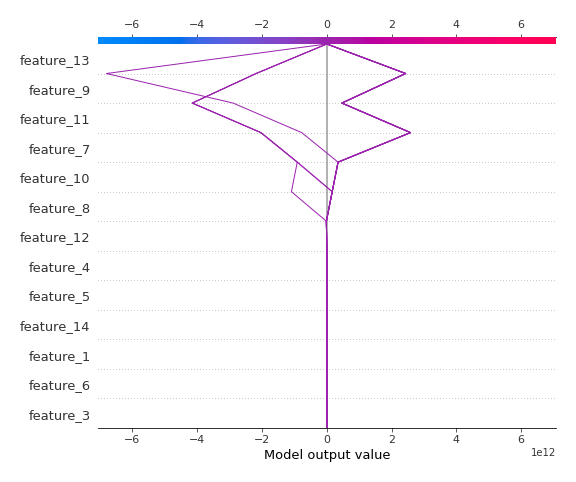 −6 −4 −2 0 2 4 6
feature_13
feature_9
feature_11
feature_7
feature_10
feature_8
feature_12
feature_4
feature_5
feature_14
feature_1
feature_6
feature_3
−6 −4 −2 0 2 4 6
1e12
Model output value